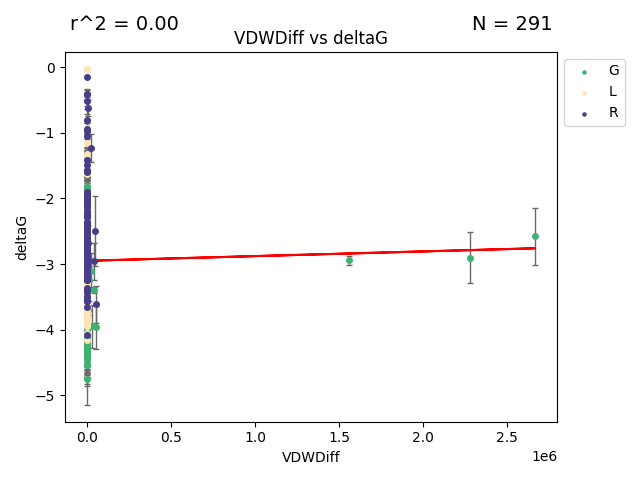 r^2 = 0.00
N = 291
VDWDiff vs deltaG
G
L
R
deltaG
0
−1
−2
−3
−4
−5
0.0
0.5
1.0
1.5
2.0
2.5
1e6
VDWDiff